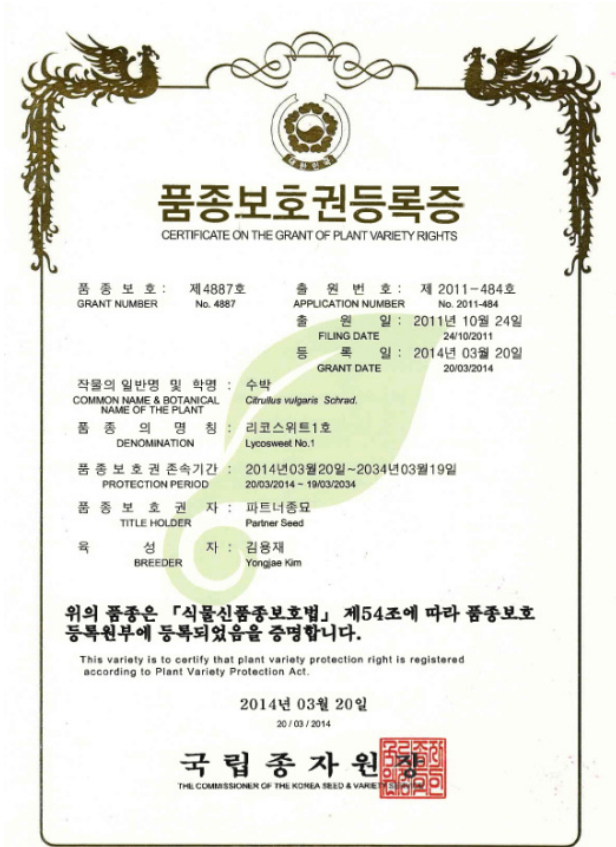 대한민국
품종보호권등록증
CERTIFICATE ON THE GRANT OF PLANT VARIETY RIGHTS
품 종 보 호 : 제4887호
GRANT NUMBER No. 4887
출 원 번 호 : 제 2011-484호
APPLICATION NUMBER No. 2011-484
출 원 일 : 2011년 10월 24일
FILING DATE 24/10/2011
등 록 일 : 2014년 03월 20일
GRANT DATE 20/03/2014
작물의 일반명 및 학명 : 수박
COMMON NAME & BOTANICAL Citrullus vulgaris Schrad.
NAME OF THE PLANT
품 종 의 명 칭 : 리코스위트1호
DENOMINATION Lycosweet No.1
품 종 보 호 권 존속기간 : 2014년03월20일~2034년03월19일
PROTECTION PERIOD 20/03/2014 ~ 19/03/2034
품 종 보 호 권 자 : 파트너종묘
TITLE HOLDER Partner Seed
육 성 자 : 김용재
BREEDER Yongjae Kim
위의 품종은 「식물신품종보호법」 제54조에 따라 품종보호
등록원부에 등록되었음을 증명합니다.
This variety is to certify that plant variety protection right is registered
according to Plant Variety Protection Act.
2014년 03월 20일
20 / 03 / 2014
국 립 종 자 원 장
THE COMMISSIONER OF THE KOREA SEED & VARIETY